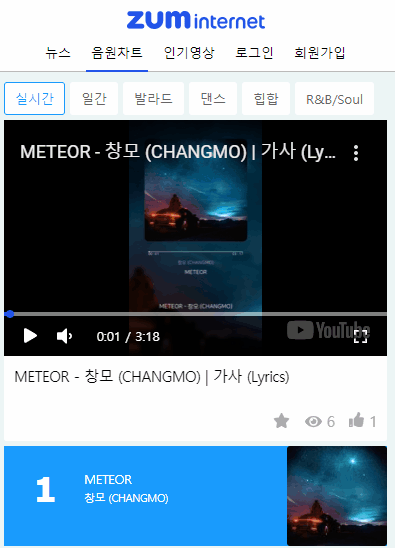 ZUM internet
뉴스 음원차트 인기영상 로그인 회원가입
실시간 일간 발라드 댄스 힙합 R&B/Soul
METEOR - 창모 (CHANGMO) | 가사 (Ly...
창모 (CHANGMO)
METEOR
METEOR - 창모 (CHANGMO)
0:01 / 3:18
YouTube
METEOR - 창모 (CHANGMO) | 가사 (Lyrics)
6 1
1
METEOR
창모 (CHANGMO)